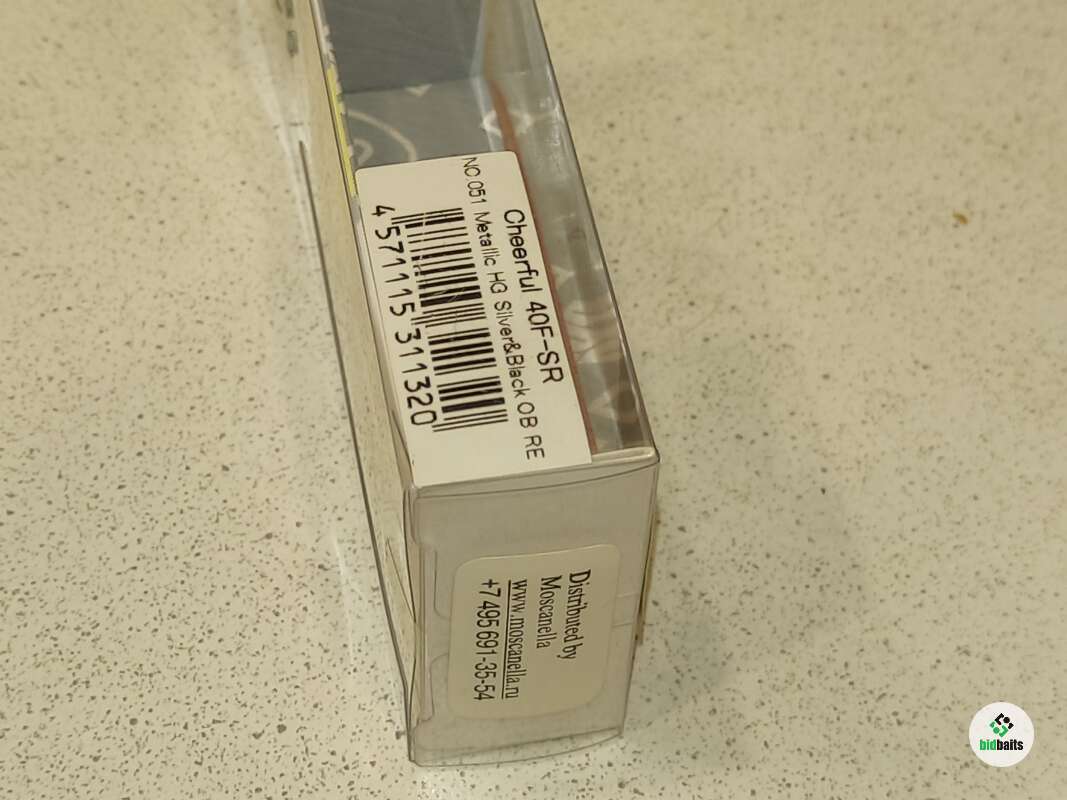 Cheerful 40F-SR
NO.051 Metallic HG Silver&Black OB RE
4 571115 311320
Distributed by
Moscanella
www.moscanella.ru
+7 495 691-35-54
bidbaits